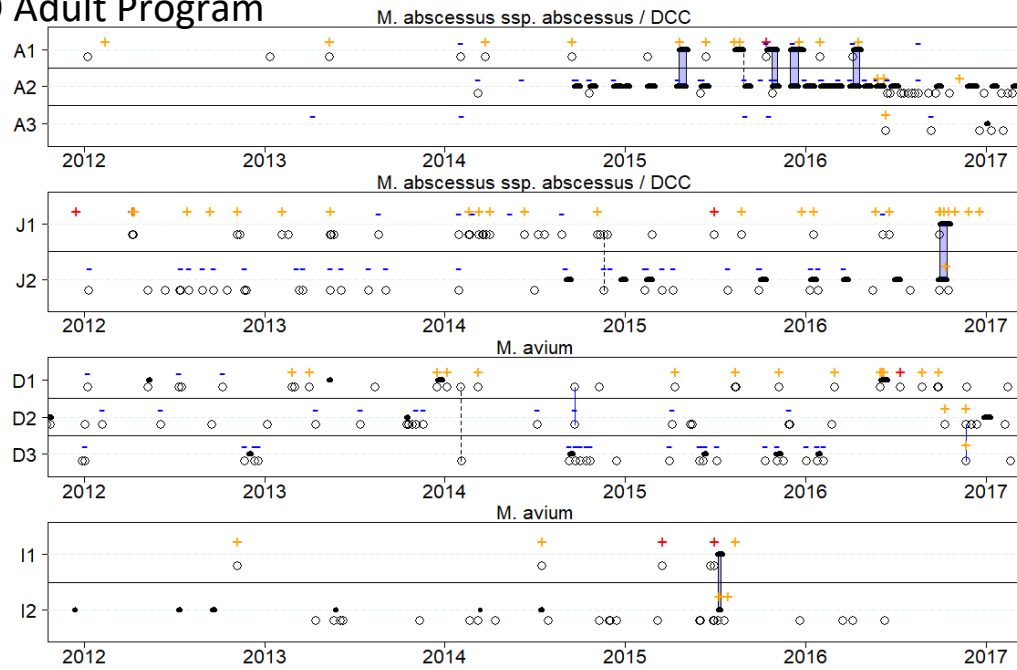 Adult Program
M. abscessus ssp. abscessus / DCC
A1
A2
A3
2012 2013 2014 2015 2016 2017
M. abscessus ssp. abscessus / DCC
J1
J2
2012 2013 2014 2015 2016 2017
M. avium
D1
D2
D3
2012 2013 2014 2015 2016 2017
M. avium
I1
I2
2012 2013 2014 2015 2016 2017